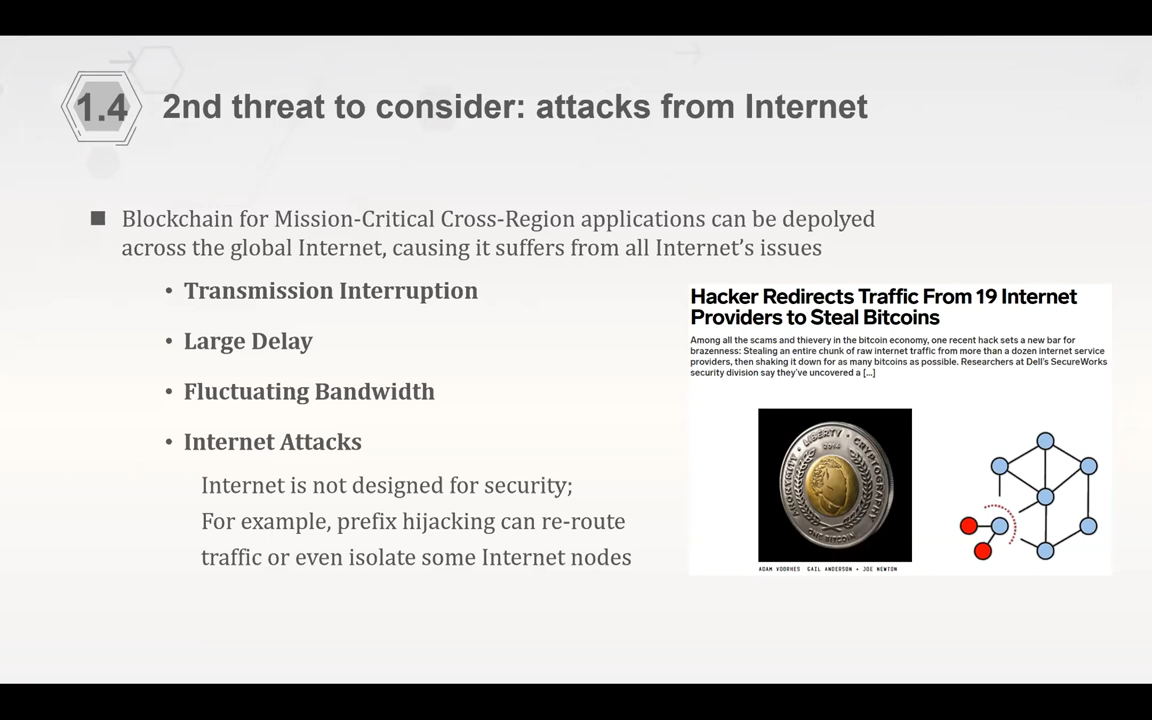 1.4
2nd threat to consider: attacks from Internet
■ Blockchain for Mission-Critical Cross-Region applications can be depolyed
across the global Internet, causing it suffers from all Internet's issues
• Transmission Interruption
• Large Delay
• Fluctuating Bandwidth
• Internet Attacks
Internet is not designed for security;
For example, prefix hijacking can re-route
traffic or even isolate some Internet nodes
Hacker Redirects Traffic From 19 Internet
Providers to Steal Bitcoins
Among all the scams and thievery in the bitcoin economy, one recent hack sets a new bar for
brazenness: Stealing an entire chunk of raw internet traffic from more than a dozen internet service
providers, then shaking it down for as many bitcoins as possible. Researchers at Dell's SecureWorks
security division say they've uncovered a [...]
ANONYMITY • LIBERTY • CRYPTOGRAPHY
2014
ONE BITCOIN
ADAM VOORHES GAIL ANDERSON + JOE NEWTON